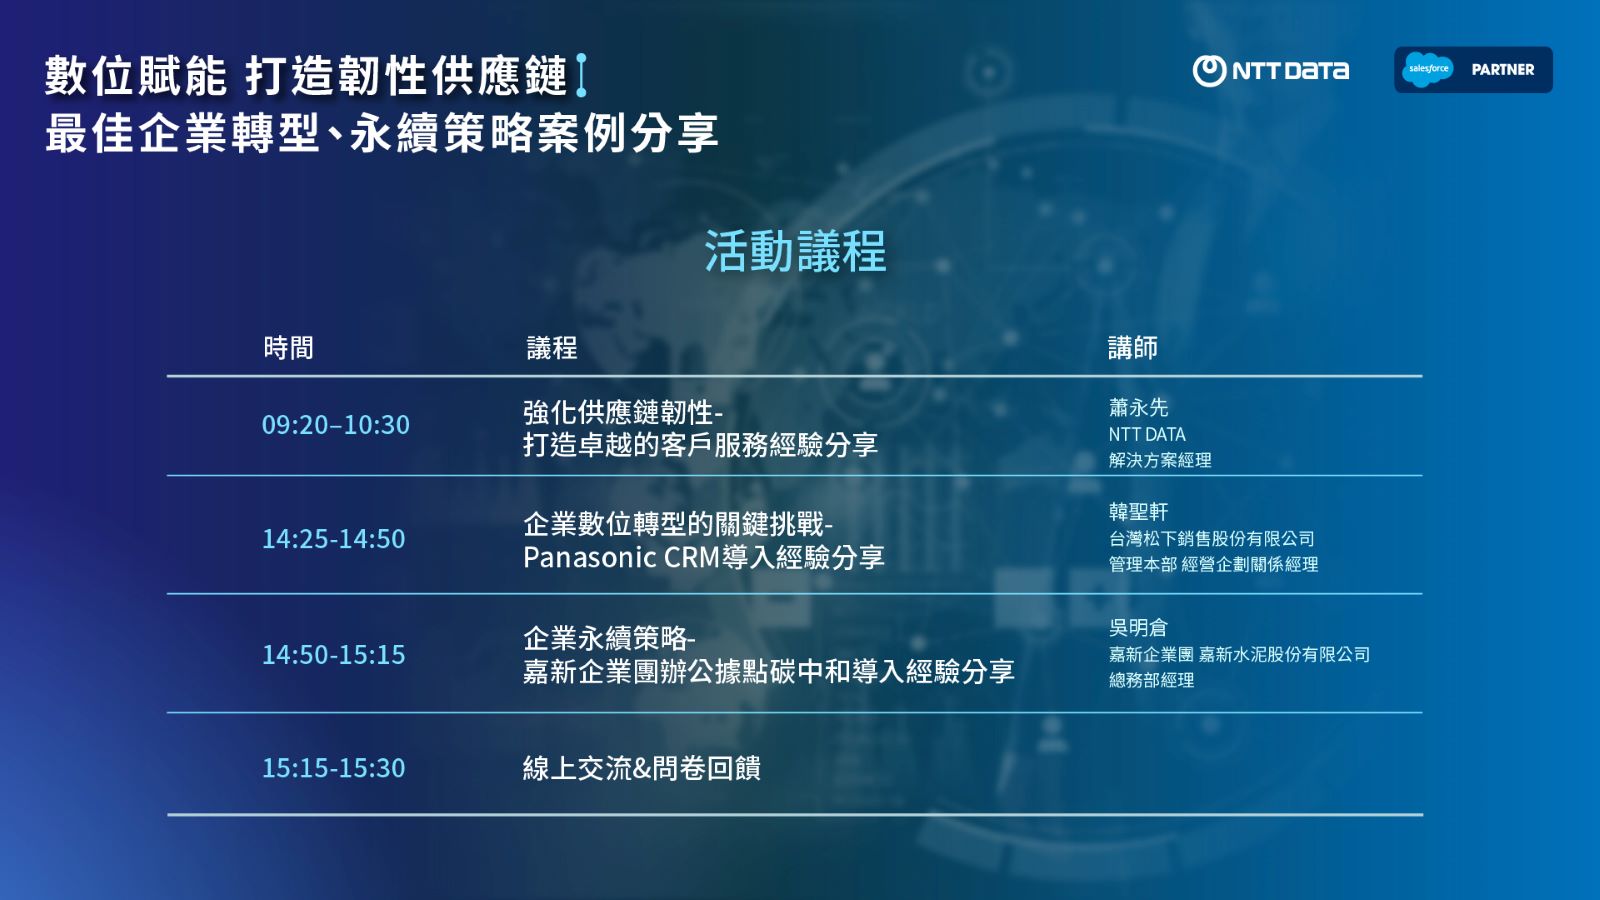 數位賦能 打造韌性供應鏈
最佳企業轉型、永續策略案例分享
NTT DATA
salesforce PARTNER
活動議程
時間 議程 講師
09:20–10:30
強化供應鏈韌性-
打造卓越的客戶服務經驗分享
蕭永先
NTT DATA
解決方案經理
14:25-14:50
企業數位轉型的關鍵挑戰-
Panasonic CRM導入經驗分享
韓聖軒
台灣松下銷售股份有限公司
管理本部 經營企劃關係經理
14:50-15:15
企業永續策略-
嘉新企業團辦公據點碳中和導入經驗分享
吳明倉
嘉新企業團 嘉新水泥股份有限公司
總務部經理
15:15-15:30
線上交流&問卷回饋